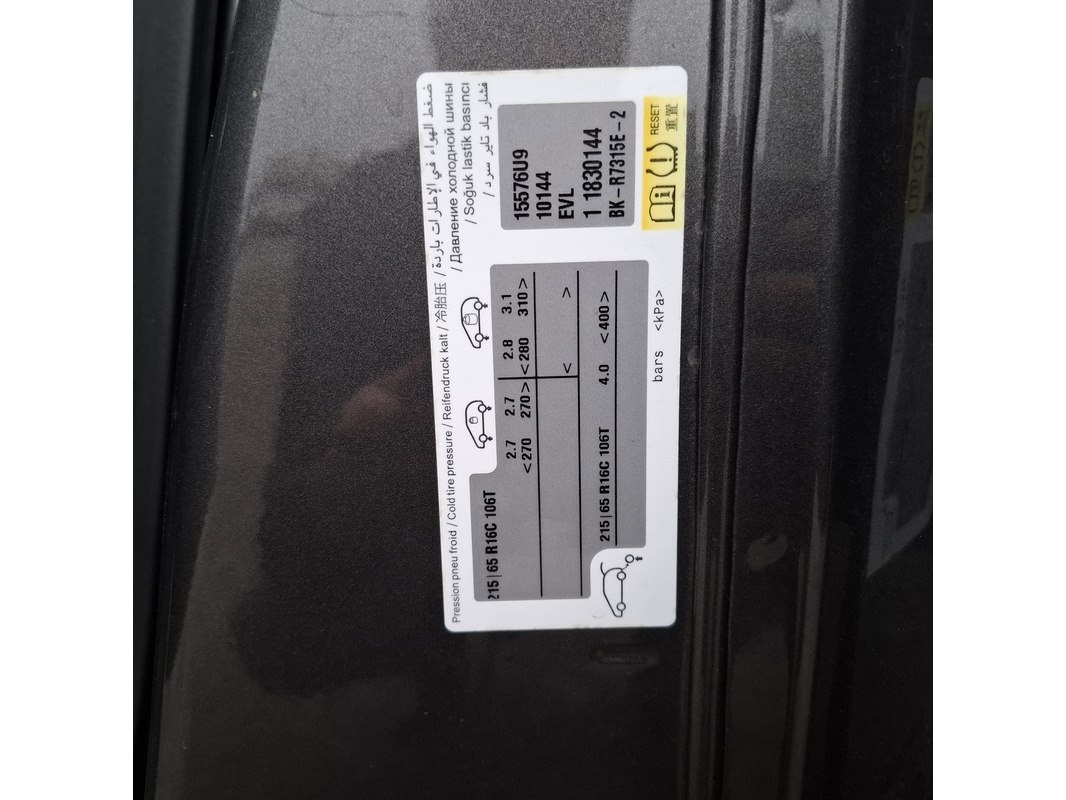 Pression pneu froid / Cold tire pressure / Reifendruck kalt / 冷胎压 / ضغط الهواء في الإطارات باردة
/ Давление холодной шины
/ Soğuk lastik basıncı
/ فشار باد تایر سرد
215|65 R16C 106T
2.7 2.7 2.8 3.1
<270 270> <280 310>
< >
215|65 R16C 106T 4.0 <400>
bars <kPa>
15576U9
10144
EVL
1 1830144
BK-R7315E-2
RESET
重置